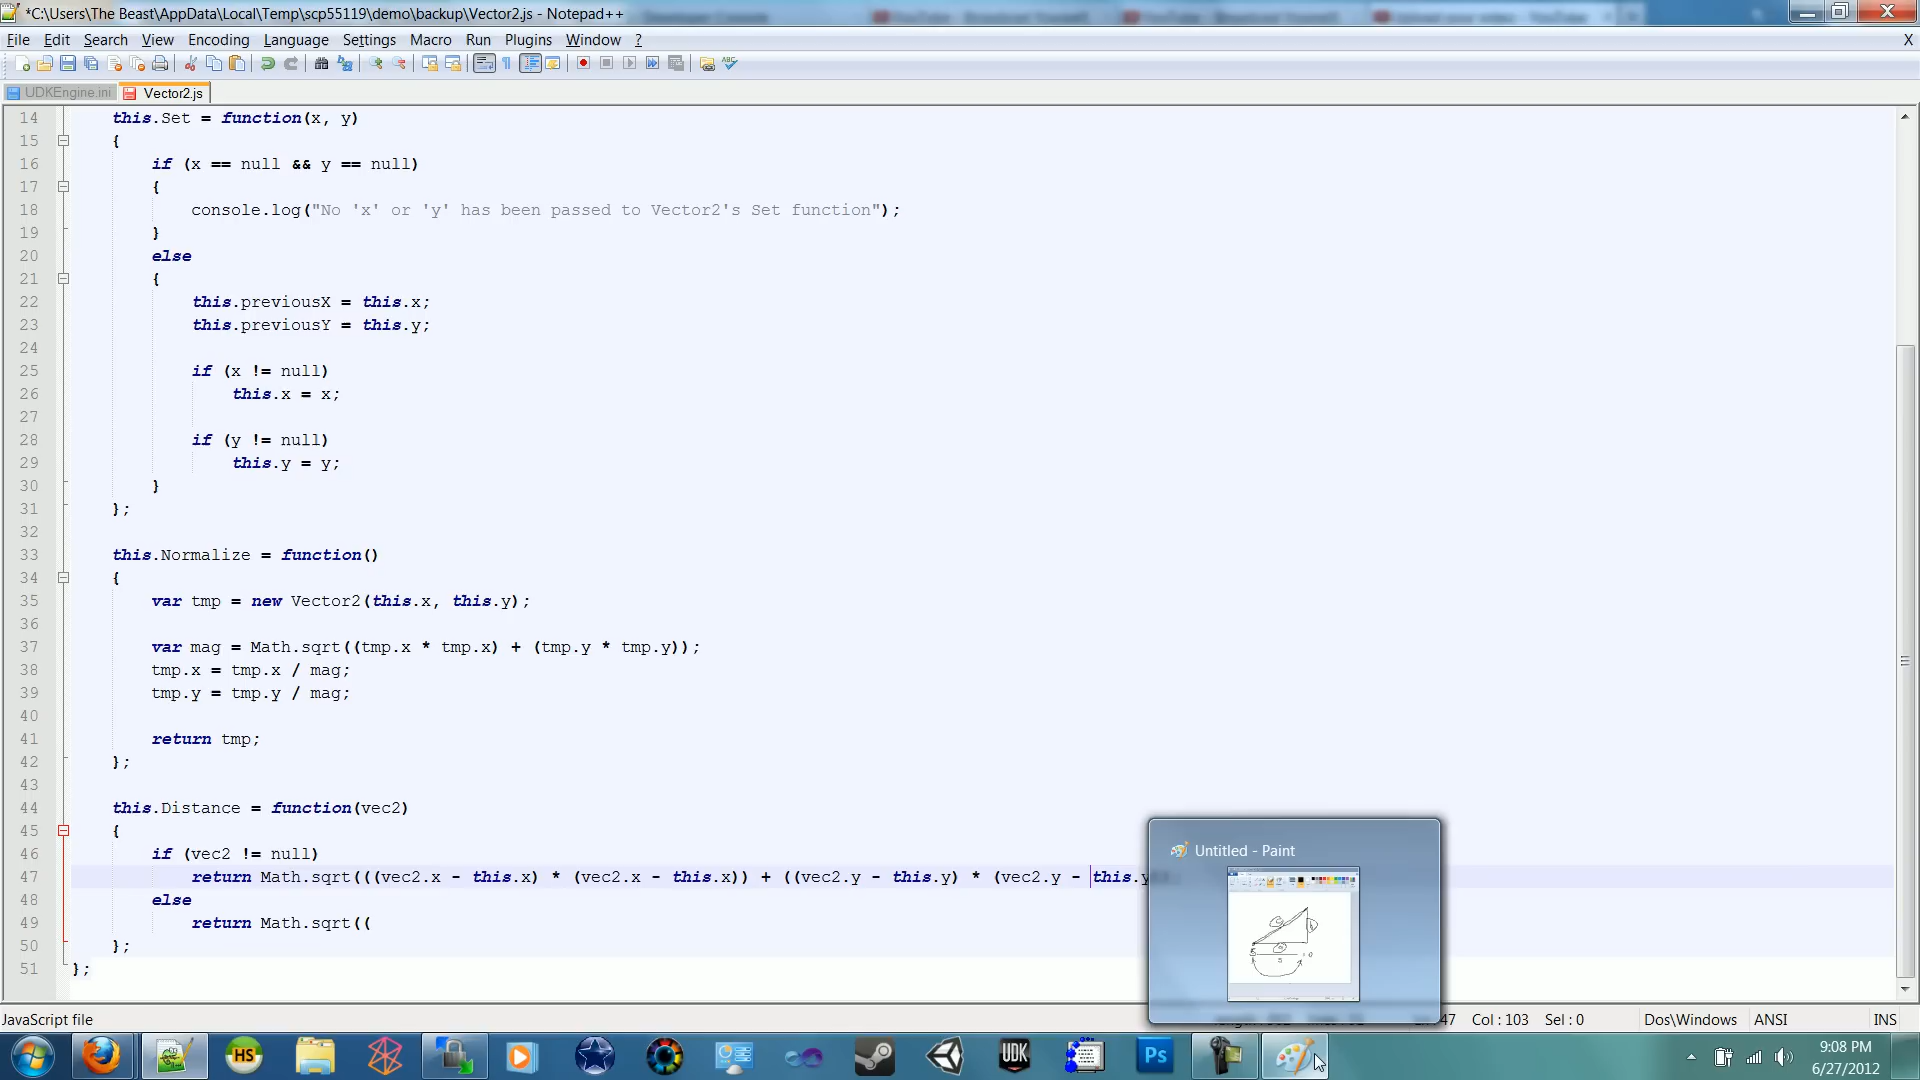 *C:\Users\The Beast\AppData\Local\Temp\scp55119\demo\backup\Vector2.js - Notepad++
File Edit Search View Encoding Language Settings Macro Run Plugins Window ? X
UDKEngine.ini Vector2.js
14 this.Set = function(x, y)
15 {
16 if (x == null && y == null)
17 {
18 console.log("No 'x' or 'y' has been passed to Vector2's Set function");
19 }
20 else
21 {
22 this.previousX = this.x;
23 this.previousY = this.y;
24
25 if (x != null)
26 this.x = x;
27
28 if (y != null)
29 this.y = y;
30 }
31 };
32
33 this.Normalize = function()
34 {
35 var tmp = new Vector2(this.x, this.y);
36
37 var mag = Math.sqrt((tmp.x * tmp.x) + (tmp.y * tmp.y));
38 tmp.x = tmp.x / mag;
39 tmp.y = tmp.y / mag;
40
41 return tmp;
42 };
43
44 this.Distance = function(vec2)
45 {
46 if (vec2 != null)
47 return Math.sqrt(((vec2.x - this.x) * (vec2.x - this.x)) + ((vec2.y - this.y) * (vec2.y - this.y
48 else
49 return Math.sqrt((
50 };
51 };
Untitled - Paint
JavaScript file Col : 103 Sel : 0 Dos\Windows ANSI INS
HS UDK Ps
9:08 PM
6/27/2012